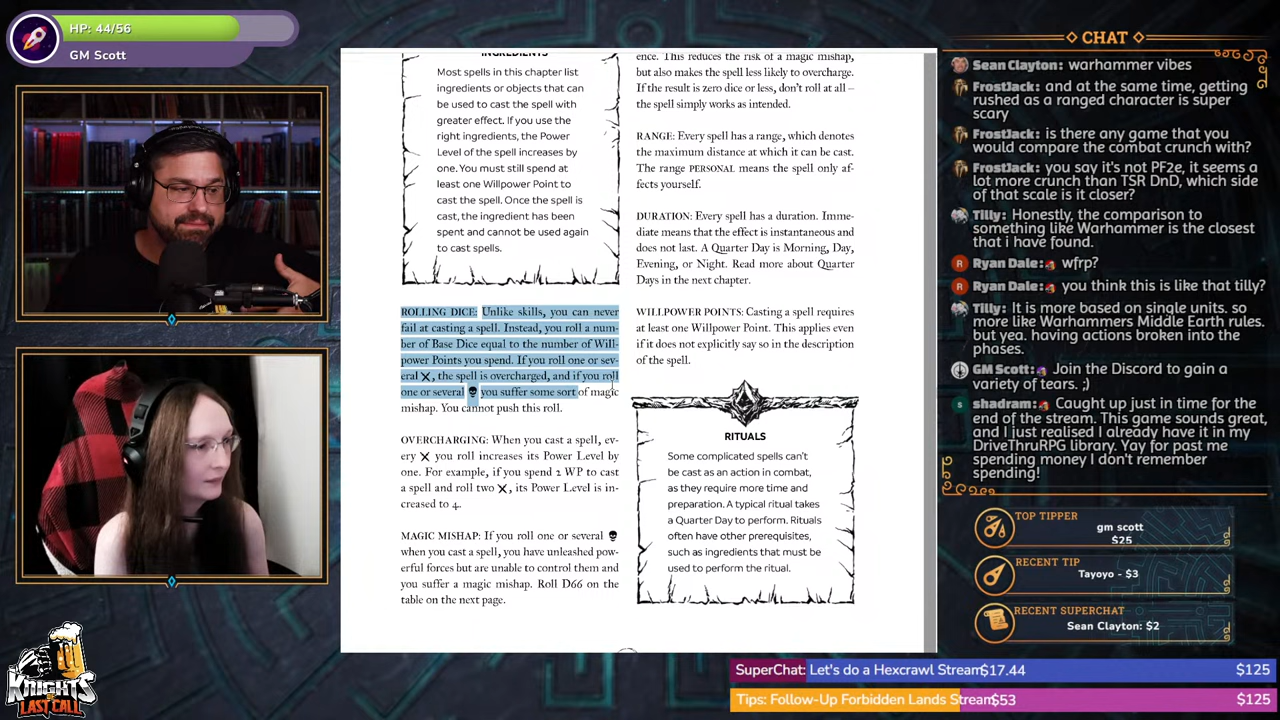 HP: 44/56
GM Scott
KNIGHTS
OF
LAST CALL
INGREDIENTS
Most spells in this chapter list
ingredients or objects that can
be used to cast the spell with
greater effect. If you use the
right ingredients, the Power
Level of the spell increases by
one. You must still spend at
least one Willpower Point to
cast the spell. Once the spell is
cast, the ingredient has been
spent and cannot be used again
to cast spells.
ROLLING DICE: Unlike skills, you can never
fail at casting a spell. Instead, you roll a num-
ber of Base Dice equal to the number of Will-
power Points you spend. If you roll one or sev-
eral ⚔, the spell is overcharged, and if you roll
one or several 💀 you suffer some sort of magic
mishap. You cannot push this roll.
OVERCHARGING: When you cast a spell, ev-
ery ⚔ you roll increases its Power Level by
one. For example, if you spend 2 WP to cast
a spell and roll two ⚔, its Power Level is in-
creased to 4.
MAGIC MISHAP: If you roll one or several 💀
when you cast a spell, you have unleashed pow-
erful forces but are unable to control them and
you suffer a magic mishap. Roll D66 on the
table on the next page.
ence. This reduces the risk of a magic mishap,
but also makes the spell less likely to overcharge.
If the result is zero dice or less, don't roll at all –
the spell simply works as intended.
RANGE: Every spell has a range, which denotes
the maximum distance at which it can be cast.
The range PERSONAL means the spell only af-
fects yourself.
DURATION: Every spell has a duration. Imme-
diate means that the effect is instantaneous and
does not last. A Quarter Day is Morning, Day,
Evening, or Night. Read more about Quarter
Days in the next chapter.
WILLPOWER POINTS: Casting a spell requires
at least one Willpower Point. This applies even
if it does not explicitly say so in the description
of the spell.
RITUALS
Some complicated spells can't
be cast as an action in combat,
as they require more time and
preparation. A typical ritual takes
a Quarter Day to perform. Rituals
often have other prerequisites,
such as ingredients that must be
used to perform the ritual.
CHAT
Sean Clayton: warhammer vibes
FrostJack: and at the same time, getting
rushed as a ranged character is super
scary
FrostJack: is there any game that you
would compare the combat crunch with?
FrostJack: you say it's not PF2e, it seems a
lot more crunch than TSR DnD, which side
of that scale is it closer?
Tilly: Honestly, the comparison to
something like Warhammer is the closest
that i have found.
R Ryan Dale: wfrp?
R Ryan Dale: you think this is like that tilly?
Tilly: It is more based on single units. so
more like Warhammers Middle Earth rules.
but yea. having actions broken into the
phases.
GM Scott: Join the Discord to gain a
variety of tears. ;)
S shadram: Caught up just in time for the
end of the stream. This game sounds great,
and I just realised I already have it in my
DriveThruRPG library. Yay for past me
spending money I don't remember
spending!
TOP TIPPER
gm scott
$25
RECENT TIP
Tayoyo - $3
RECENT SUPERCHAT
Sean Clayton: $2
SuperChat: Let's do a Hexcrawl Stream $17.44 $125
Tips: Follow-Up Forbidden Lands Stream $53 $125